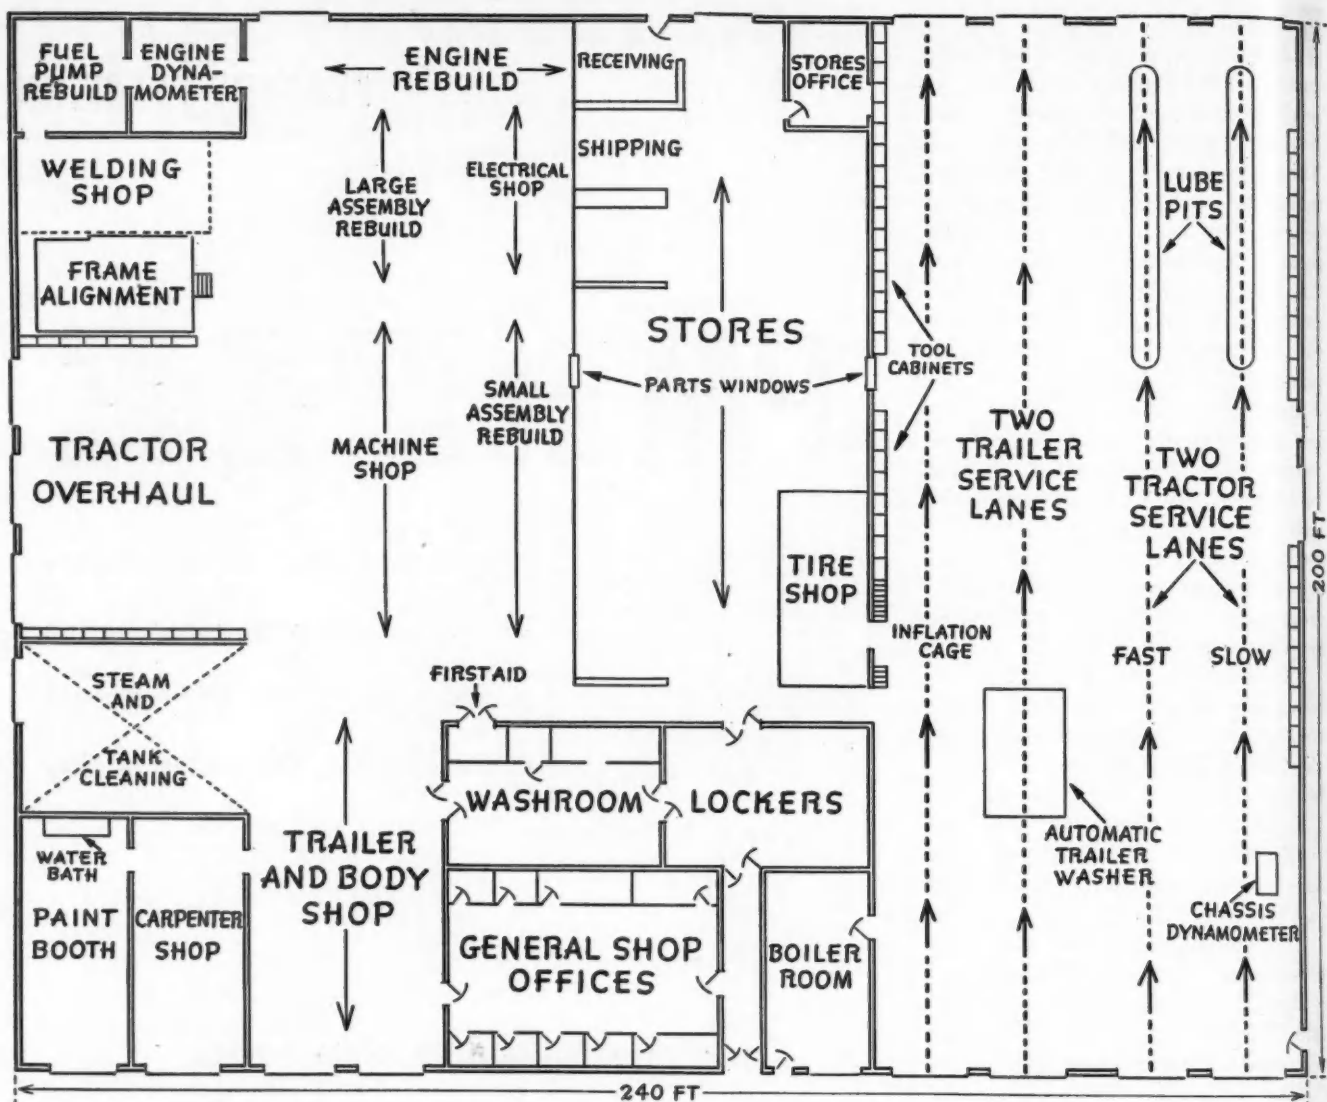 FUEL
PUMP
REBUILD
ENGINE
DYNA-
MOMETER
ENGINE
REBUILD
RECEIVING
STORES
OFFICE
WELDING
SHOP
LARGE
ASSEMBLY
REBUILD
ELECTRICAL
SHOP
SHIPPING
LUBE
PITS
FRAME
ALIGNMENT
STORES
TOOL
CABINETS
PARTS WINDOWS
SMALL
ASSEMBLY
REBUILD
TRACTOR
OVERHAUL
MACHINE
SHOP
TWO
TRAILER
SERVICE
LANES
TWO
TRACTOR
SERVICE
LANES
TIRE
SHOP
200 FT
INFLATION
CAGE
FAST
SLOW
STEAM
AND
TANK
CLEANING
FIRST AID
WASHROOM
LOCKERS
AUTOMATIC
TRAILER
WASHER
WATER
BATH
TRAILER
AND BODY
SHOP
PAINT
BOOTH
CARPENTER
SHOP
GENERAL SHOP
OFFICES
BOILER
ROOM
CHASSIS
DYNAMOMETER
240 FT